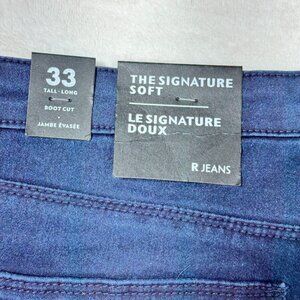 33
TALL - LONG
BOOT CUT
JAMBE ÉVASÉE
THE SIGNATURE
SOFT
LE SIGNATURE
DOUX
R JEANS